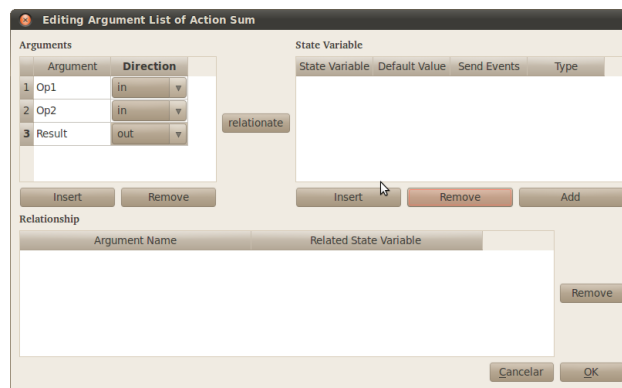 Editing Argument List of Action Sum
Arguments
State Variable
Argument Direction
State Variable Default Value Send Events Type
1 Op1 in
2 Op2 in
3 Result out
relationate
Insert Remove
Insert Remove Add
Relationship
Argument Name Related State Variable
Remove
Cancelar OK